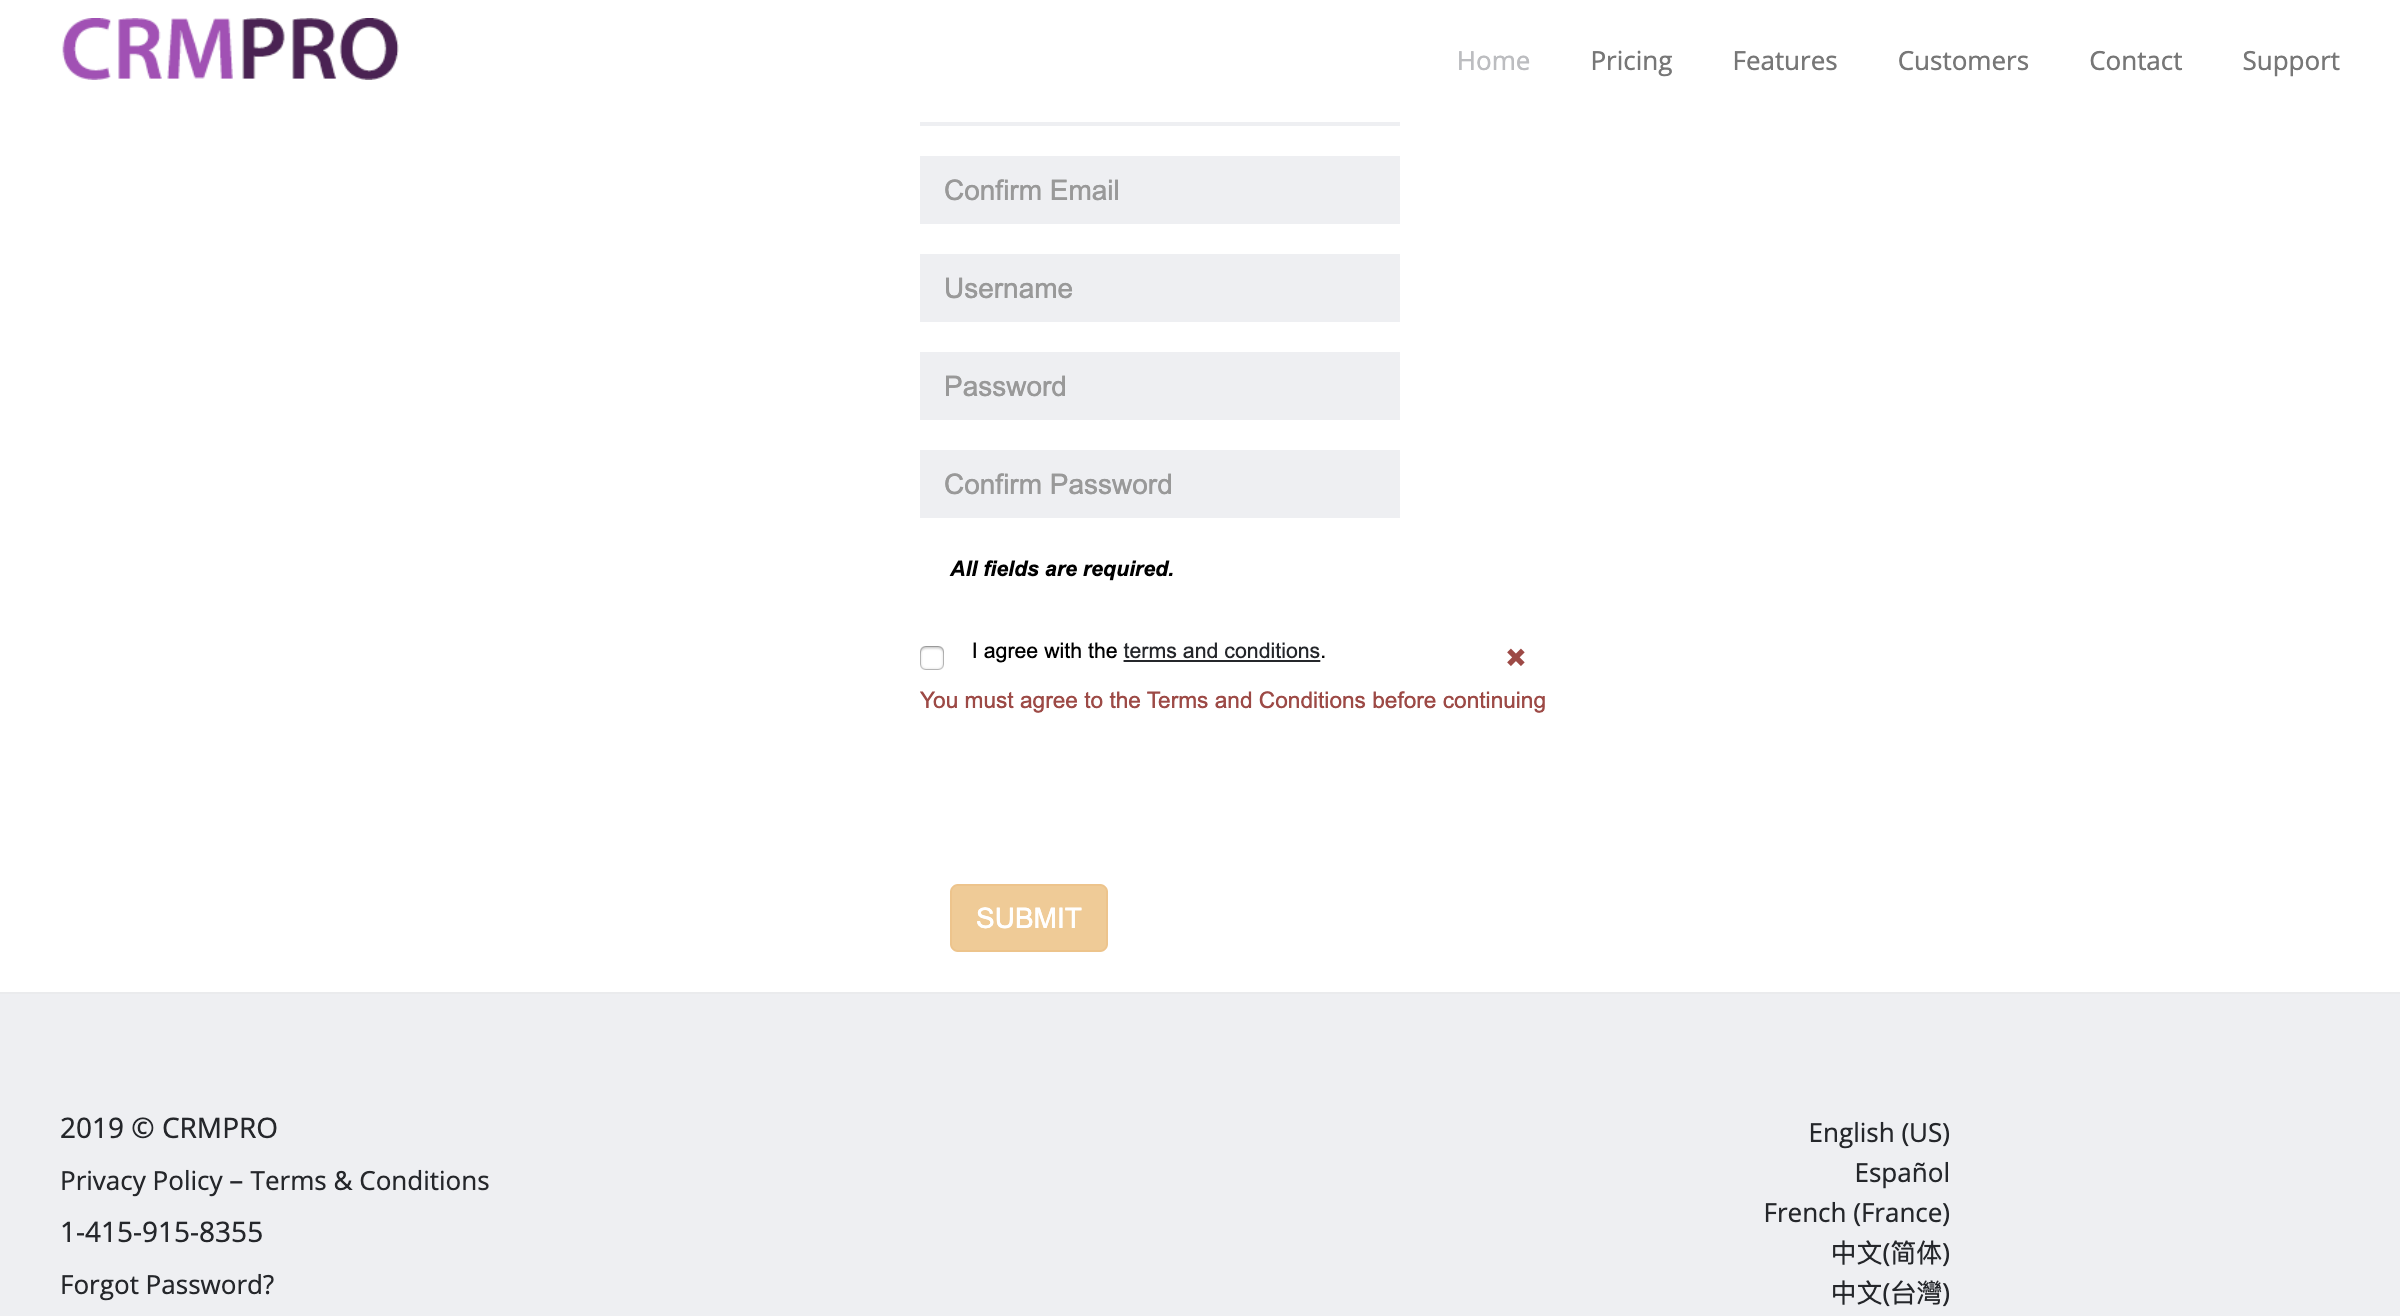 CRMPRO
Home Pricing Features Customers Contact Support
Confirm Email
Username
Password
Confirm Password
All fields are required.
I agree with the terms and conditions.
You must agree to the Terms and Conditions before continuing
SUBMIT
2019 © CRMPRO
Privacy Policy – Terms & Conditions
1-415-915-8355
Forgot Password?
English (US)
Español
French (France)
中文(简体)
中文(台灣)